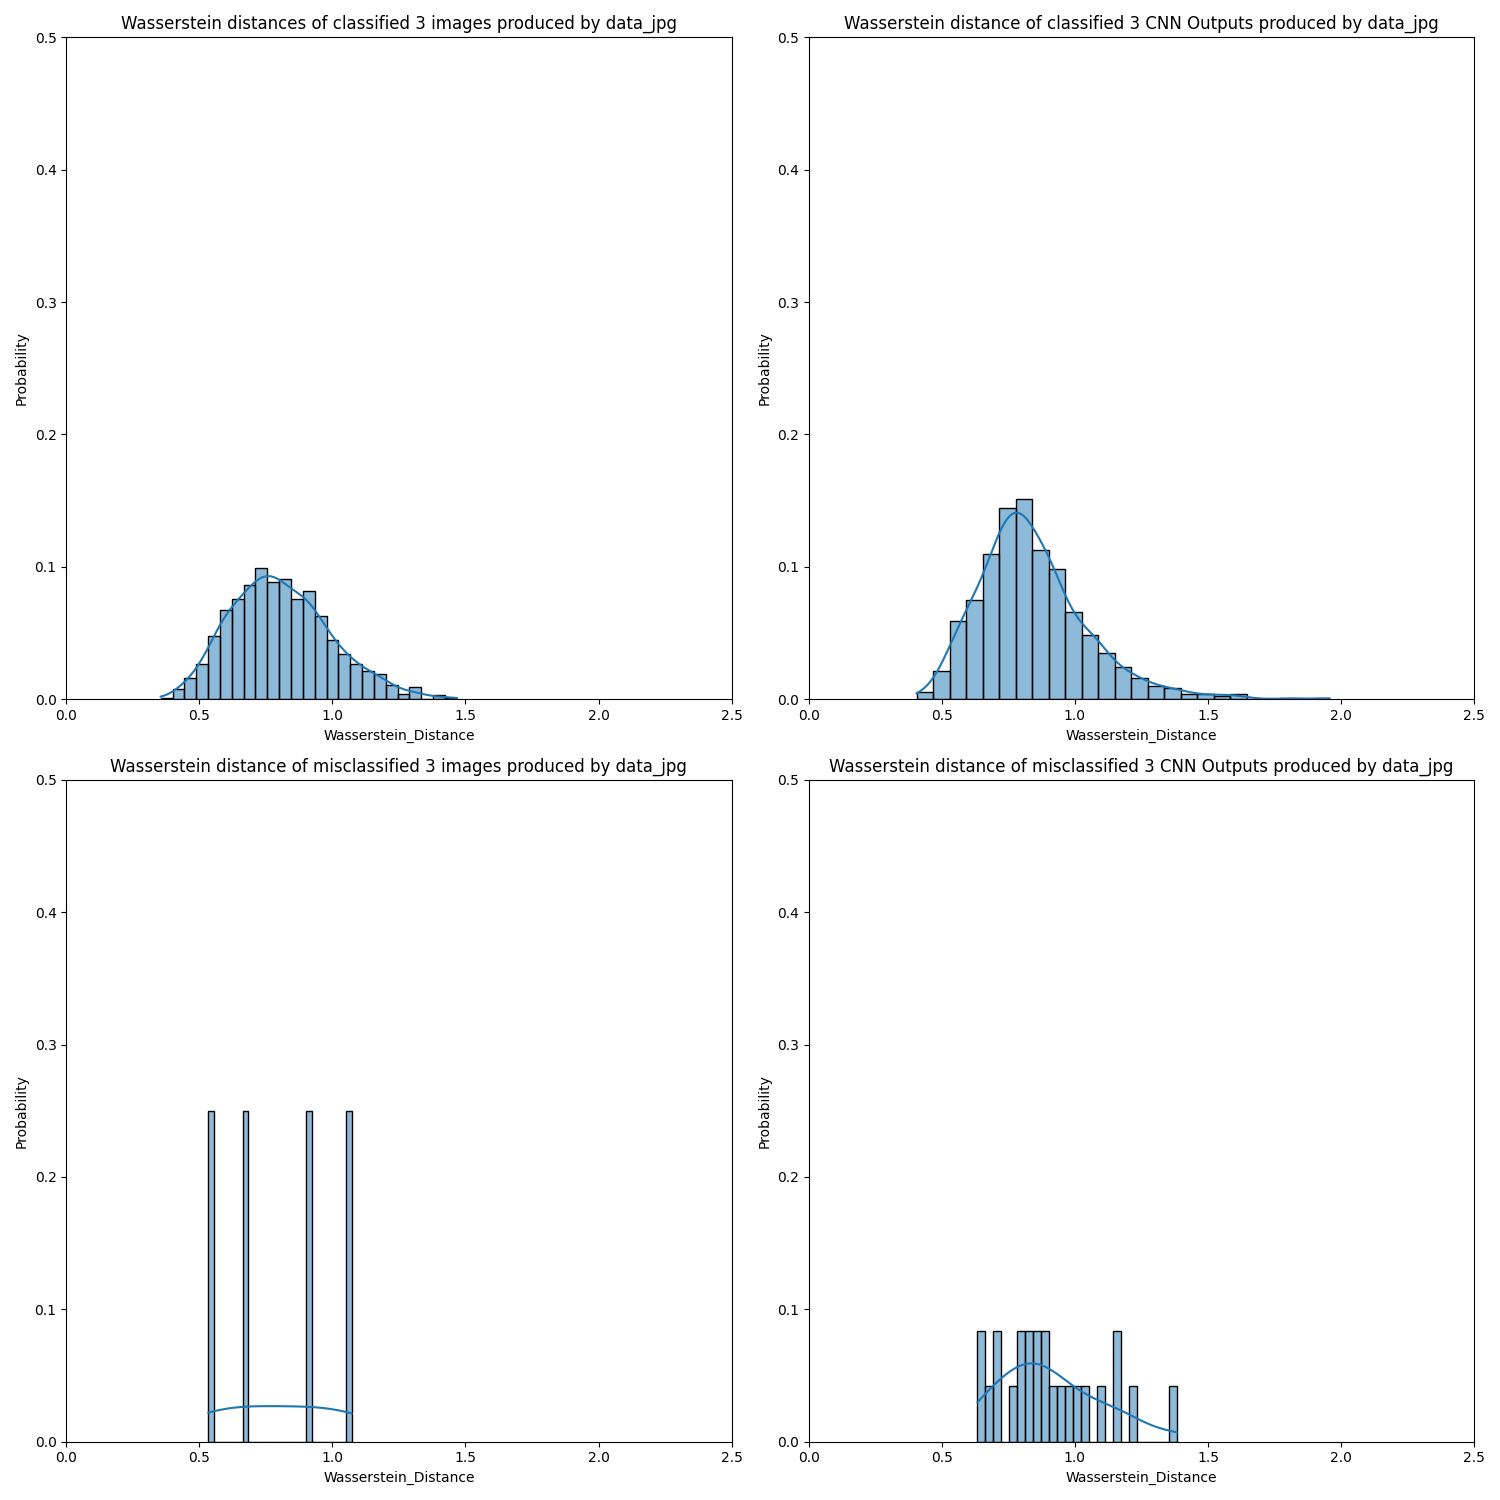 Wasserstein distances of classified 3 images produced by data_jpg
0.5
0.4
0.3
0.2
0.1
0.0
Probability
0.0 0.5 1.0 1.5 2.0 2.5
Wasserstein_Distance
Wasserstein distance of classified 3 CNN Outputs produced by data_jpg
0.5
0.4
0.3
0.2
0.1
0.0
Probability
0.0 0.5 1.0 1.5 2.0 2.5
Wasserstein_Distance
Wasserstein distance of misclassified 3 images produced by data_jpg
0.5
0.4
0.3
0.2
0.1
0.0
Probability
0.0 0.5 1.0 1.5 2.0 2.5
Wasserstein_Distance
Wasserstein distance of misclassified 3 CNN Outputs produced by data_jpg
0.5
0.4
0.3
0.2
0.1
0.0
Probability
0.0 0.5 1.0 1.5 2.0 2.5
Wasserstein_Distance